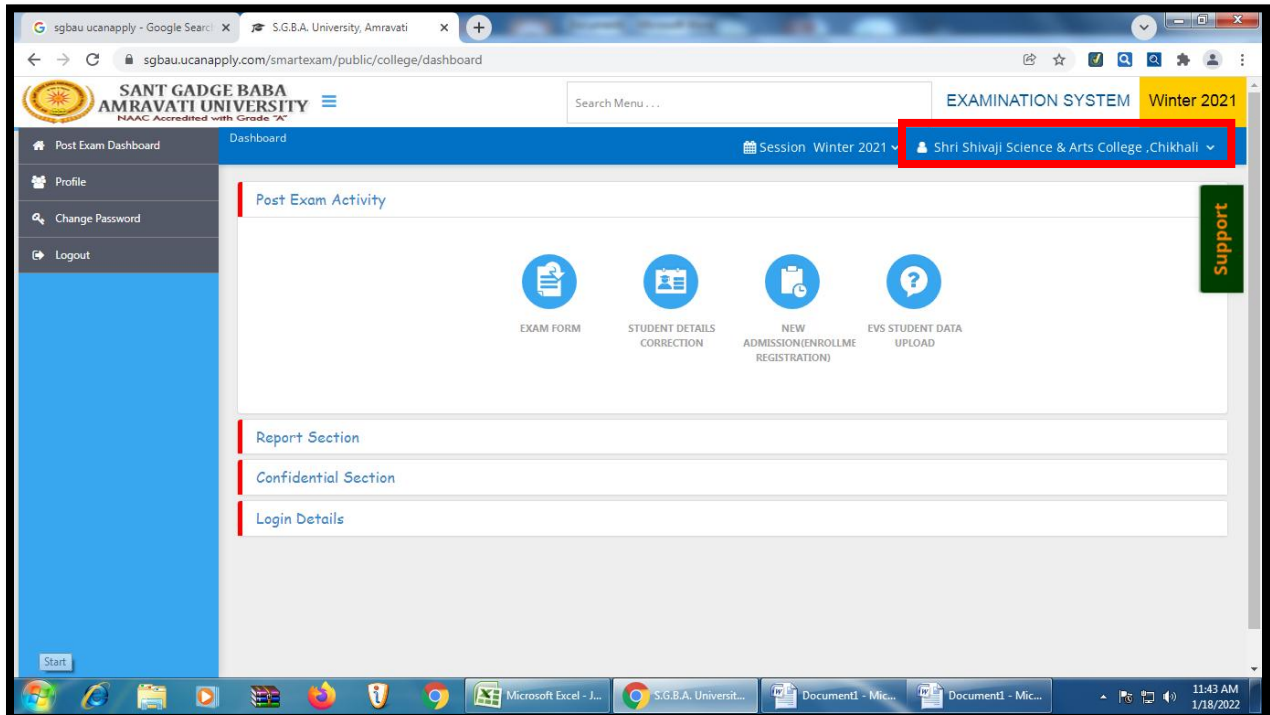 sgbau ucanapply - Google Searc
S.G.B.A. University, Amravati
sgbau.ucanapply.com/smartexam/public/college/dashboard
SANT GADGE BABA
AMRAVATI UNIVERSITY
NAAC Accredited with Grade "A"
Search Menu . . .
EXAMINATION SYSTEM
Winter 2021
Post Exam Dashboard
Profile
Change Password
Logout
Dashboard
Session Winter 2021
Shri Shivaji Science & Arts College ,Chikhali
Support
Post Exam Activity
EXAM FORM
STUDENT DETAILS
CORRECTION
NEW
ADMISSION(ENROLLME
REGISTRATION)
EVS STUDENT DATA
UPLOAD
Report Section
Confidential Section
Login Details
Start
Microsoft Excel - J...
S.G.B.A. Universit...
Document1 - Mic...
Document1 - Mic...
11:43 AM
1/18/2022